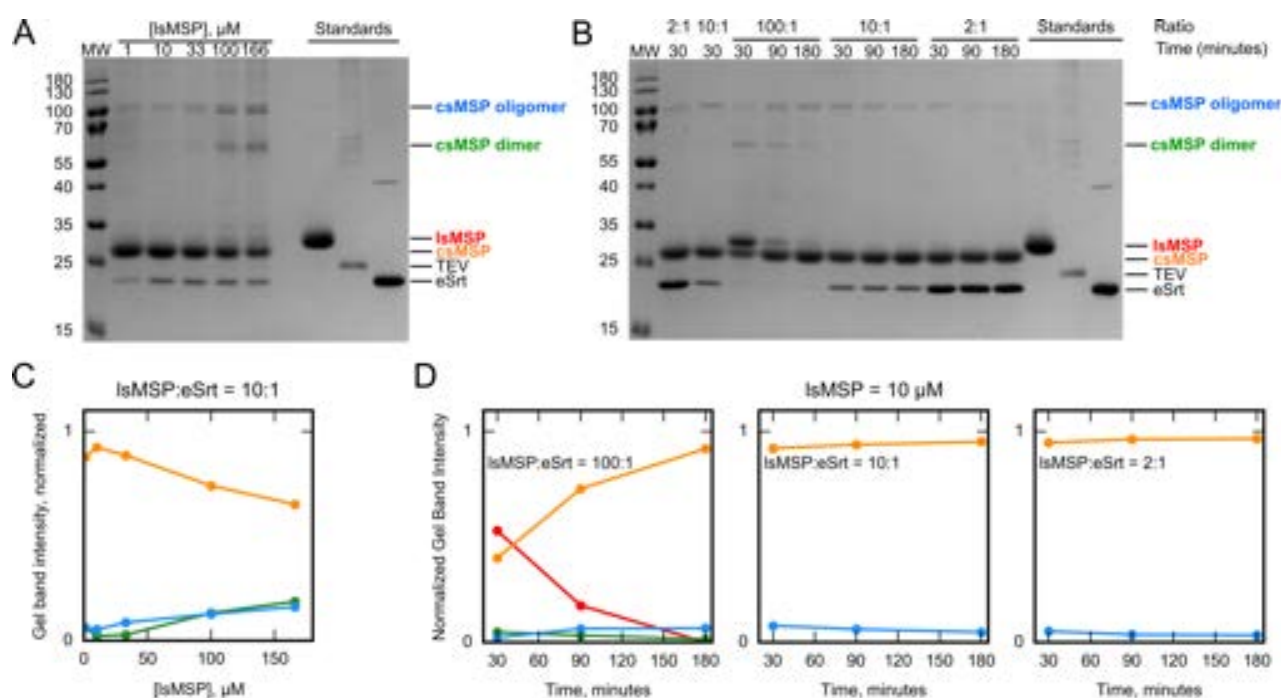 A
[lsMSP], µM
Standards
MW 1 10 33 100 166
180
130
100
70
55
40
35
25
15
csMSP oligomer
csMSP dimer
lsMSP
csMSP
TEV
eSrt
B
2:1 10:1 100:1 10:1 2:1 Standards Ratio
MW 30 30 30 90 180 30 90 180 30 90 180 Time (minutes)
180
130
100
70
55
40
35
25
15
csMSP oligomer
csMSP dimer
lsMSP
csMSP
TEV
eSrt
C
lsMSP:eSrt = 10:1
Gel band intensity, normalized
1
0
0 50 100 150
[lsMSP], µM
D
lsMSP = 10 µM
Normalized Gel Band Intensity
1
lsMSP:eSrt = 100:1
0
30 60 90 120 150 180
Time, minutes
1
lsMSP:eSrt = 10:1
0
30 60 90 120 150 180
Time, minutes
1
lsMSP:eSrt = 2:1
0
30 60 90 120 150 180
Time, minutes